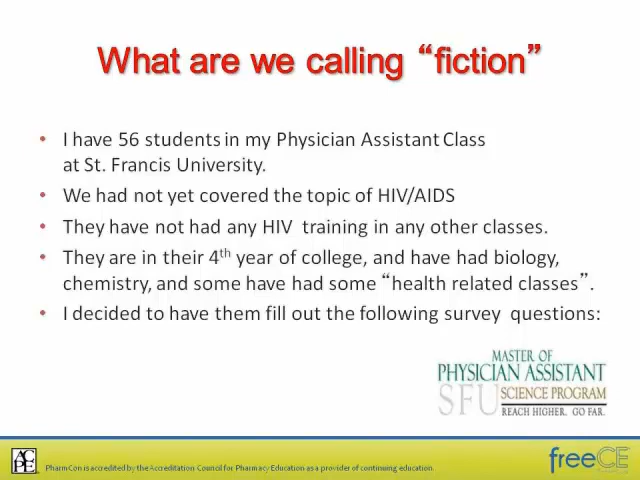 What are we calling “fiction”
• I have 56 students in my Physician Assistant Class
at St. Francis University.
• We had not yet covered the topic of HIV/AIDS
• They have not had any HIV training in any other classes.
• They are in their 4th year of college, and have had biology,
chemistry, and some have had some “health related classes”.
• I decided to have them fill out the following survey questions:
MASTER OF
PHYSICIAN ASSISTANT
SFU SCIENCE PROGRAM
REACH HIGHER. GO FAR.
ACPE PharmCon is accredited by the Accreditation Council for Pharmacy Education as a provider of continuing education.
freeCE